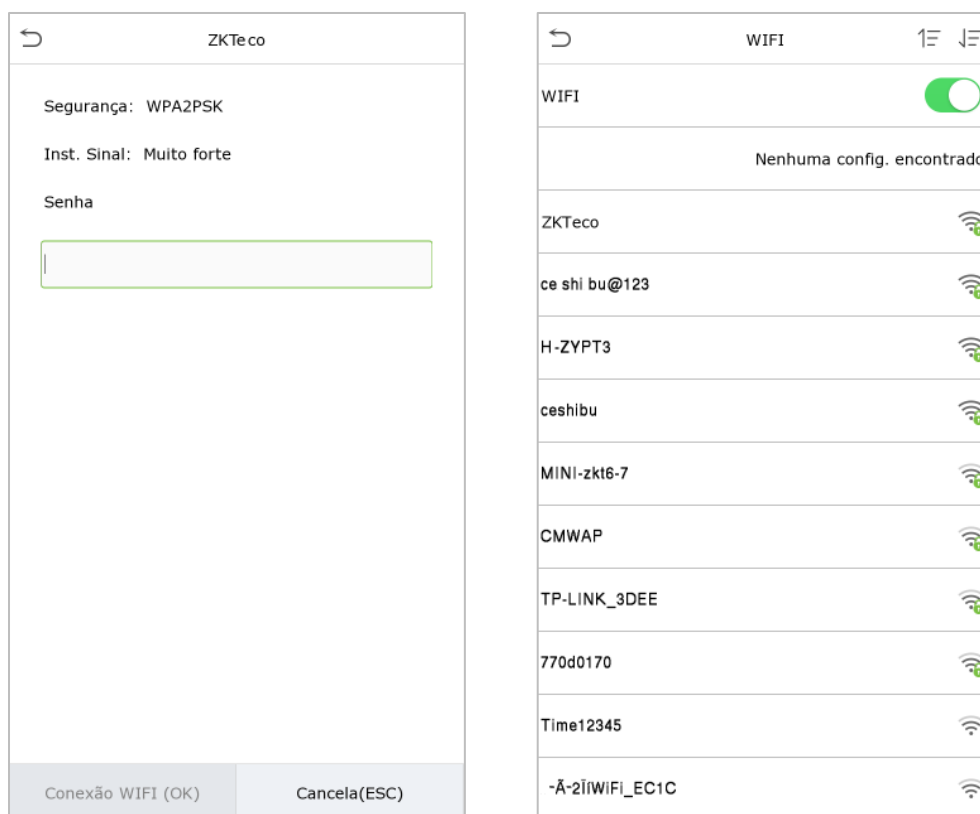 ZKTeco
Segurança: WPA2PSK
Inst. Sinal: Muito forte
Senha
Conexão WIFI (OK)
Cancela(ESC)
WIFI
WIFI
Nenhuma config. encontrado
ZKTeco
ce shi bu@123
H-ZYPT3
ceshibu
MINI-zkt6-7
CMWAP
TP-LINK_3DEE
770d0170
Time12345
-Ã-2ÏíWiFi_EC1C